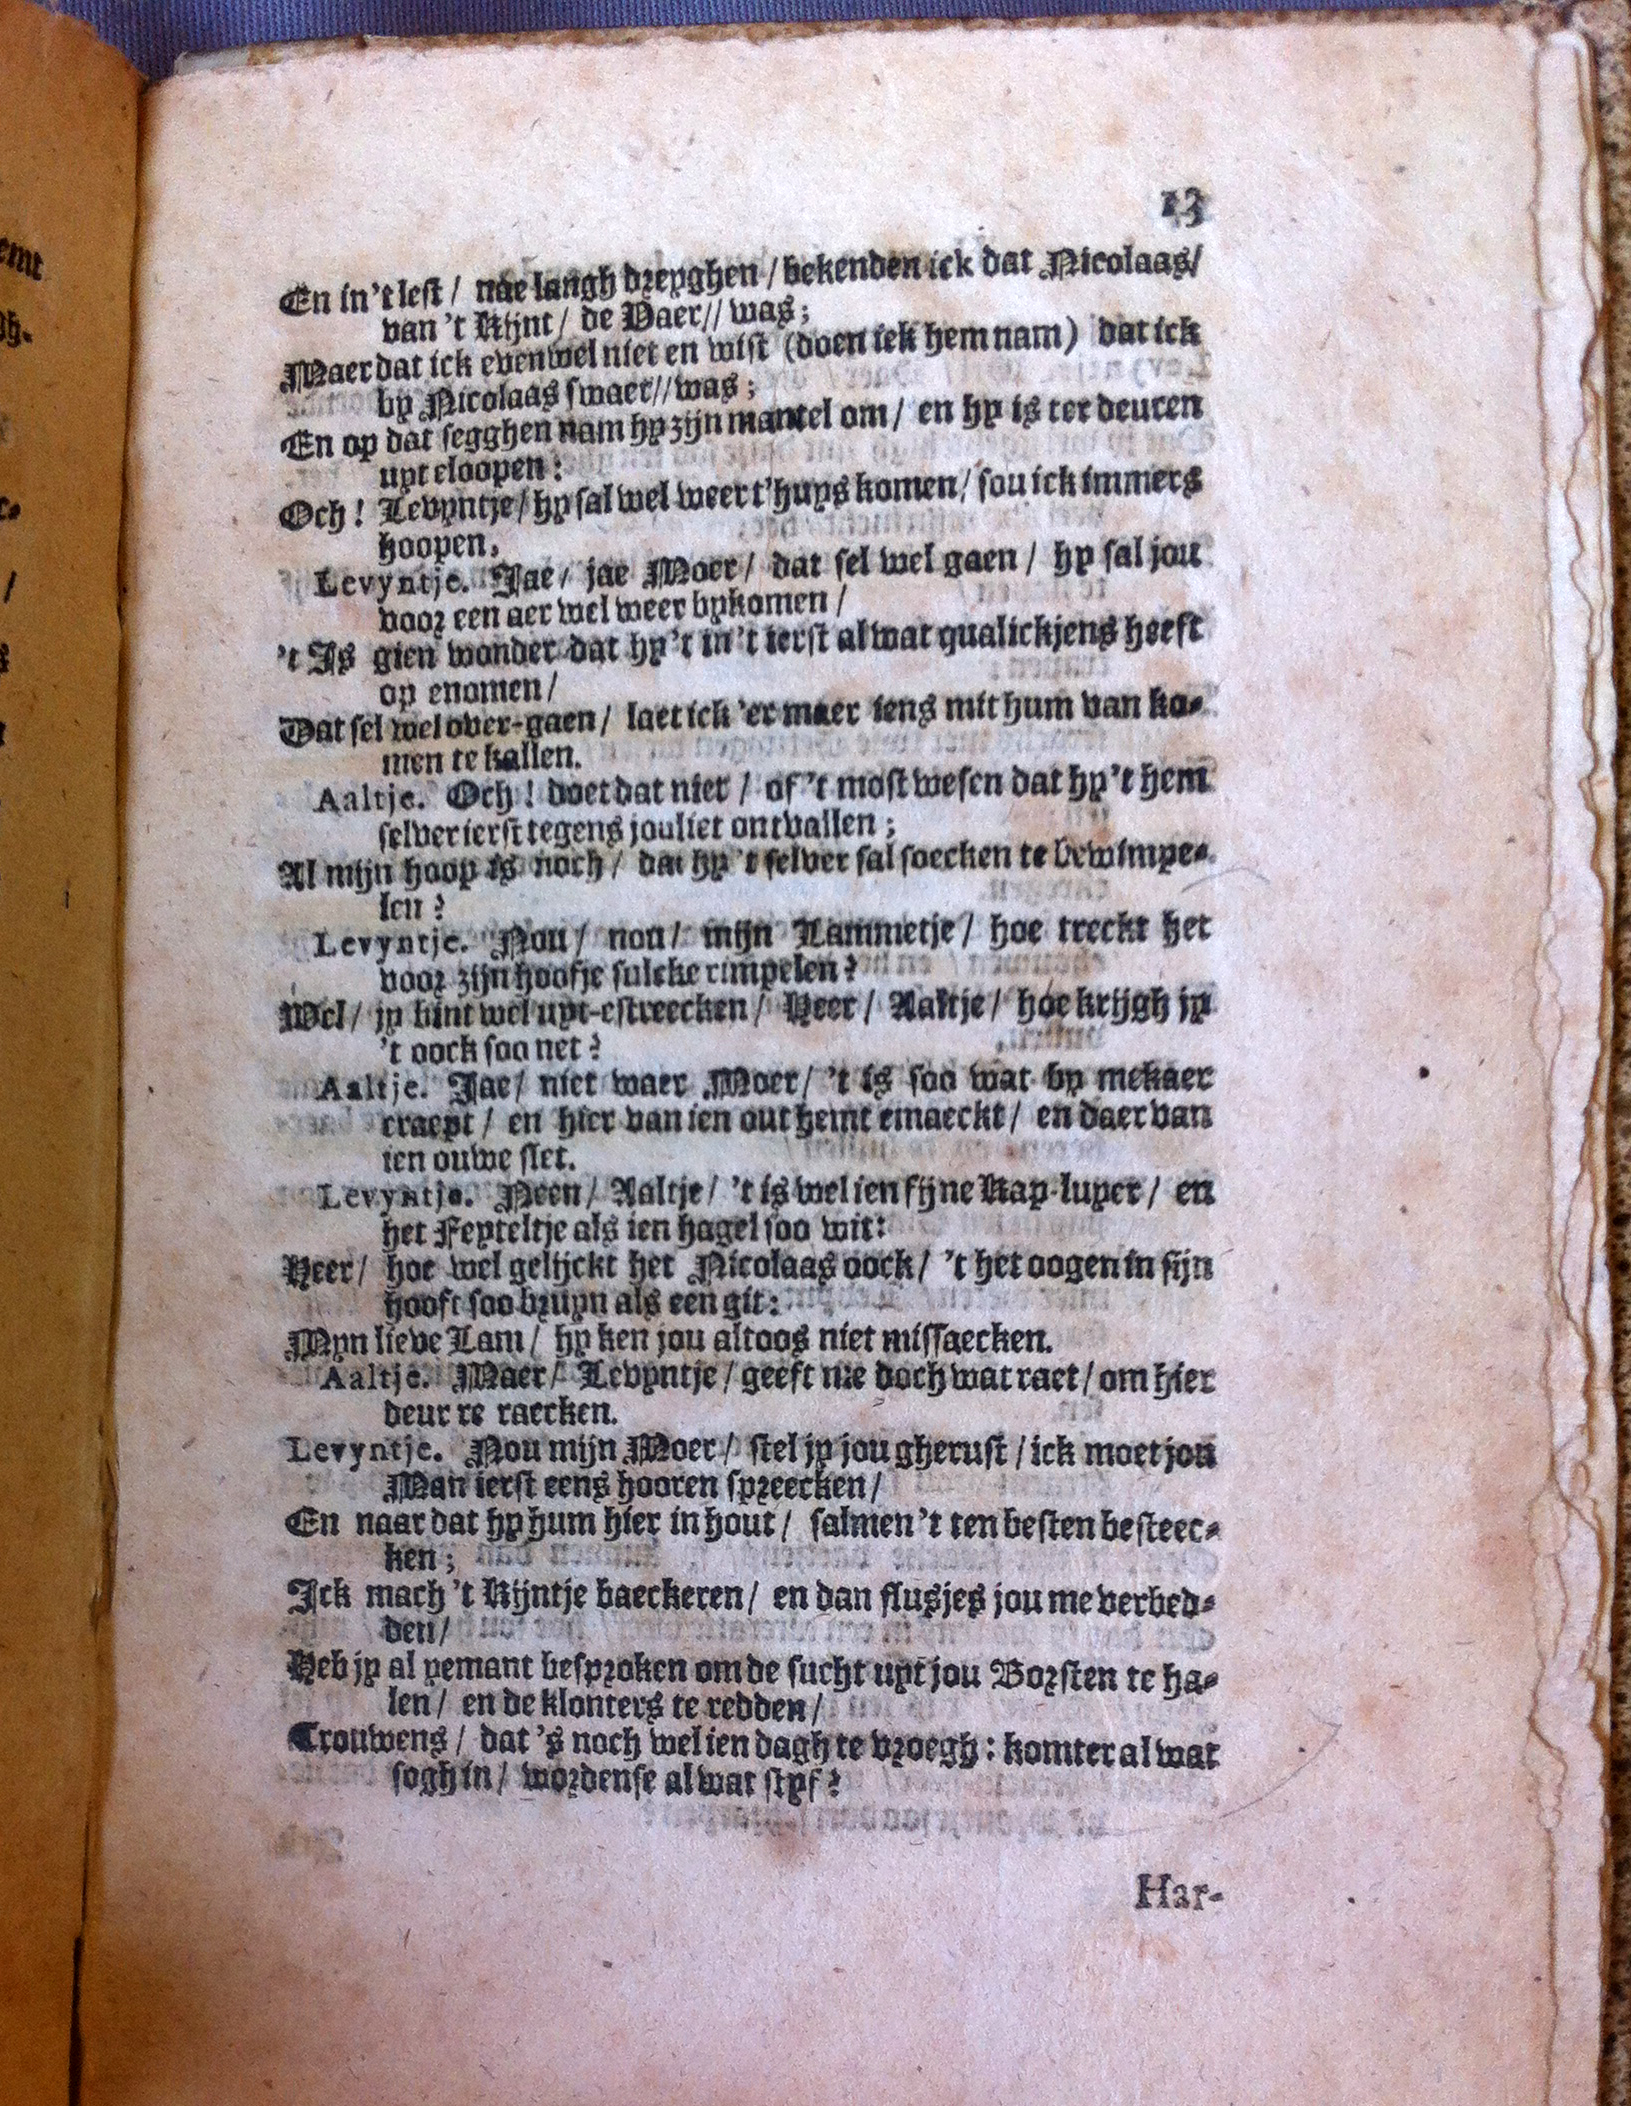 emt
13
En in 't lest / nae langh dreyghen / bekenden ick dat Nicolaas /
van 't Kijnt / de Vaer // was ;
Maer dat ick evenwel niet en wist (doen ick hem nam) dat ick
by Nicolaas swaer // was ;
En op dat segghen nam hy zijn mantel om / en hy is ter deuren
uyt eloopen :
Och ! Levyntje / hy sal wel weer t'huys komen / sou ick immers
hoopen.
Levyntje. Jae / jae Moer / dat sel wel gaen / hy sal jou
voor een aer wel weer bykomen /
't Is gien wonder dat hy 't in 't ierst al wat qualickjens heeft
op enomen /
Dat sel wel over-gaen / laet ick 'er maer iens mit hum van ko-
men te kallen.
Aaltje. Och ! doet dat niet / of 't most wesen dat hy 't hem
selver ierst tegens jouliet ontvallen ;
Al mijn hoop is noch / dat hy 't selver sal soecken te bewimpe-
len ?
Levyntje. Nou / nou / mijn Lammetje / hoe treckt het
voor zijn hoofje sulcke rimpelen ?
Wel / jy bint wel uyt-estreecken / Heer / Aaltje / hoe krijgh jy
't oock soo net ?
Aaltje. Jae / niet waer Moer / 't is soo wat by mekaer
eraept / en hier van ien out hemt emaeckt / en daer van
ien ouwe slet.
Levyntje. Neen / Aaltje / 't is wel ien fijne Kap-luyer / en
het Feyteltje als ien hagel soo wit :
Heer / hoe wel gelijckt het Nicolaas oock / 't het oogen in sijn
hooft soo bruyn als een git :
Myn lieve Lam / hy ken jou altoos niet missaecken.
Aaltje. Maer / Levyntje / geeft me doch wat raet / om hier
deur te raecken.
Levyntje. Nou mijn Moer / stel jy jou gherust / ick moet jou
Man ierst eens hooren spreecken /
En naar dat hy hum hier in hout / salmen 't ten besten besteec-
ken ;
Ick mach 't Kijntje baeckeren / en dan flusjes jou me verbed-
den /
Heb jy al yemant besproken om de sucht uyt jou Borsten te ha-
len / en de klonters te redden /
Trouwens / dat 's noch wel ien dagh te vroegh : komter al wat
sogh in / wordense al wat styf ?
Har-